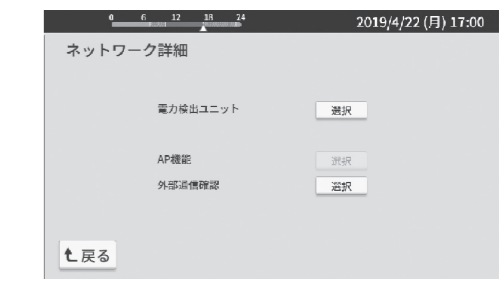 0 6 12 18 24
2019/4/22 (月) 17:00
ネットワーク詳細
電力検出ユニット 選択
AP機能 選択
外部通信確認 選択
戻る